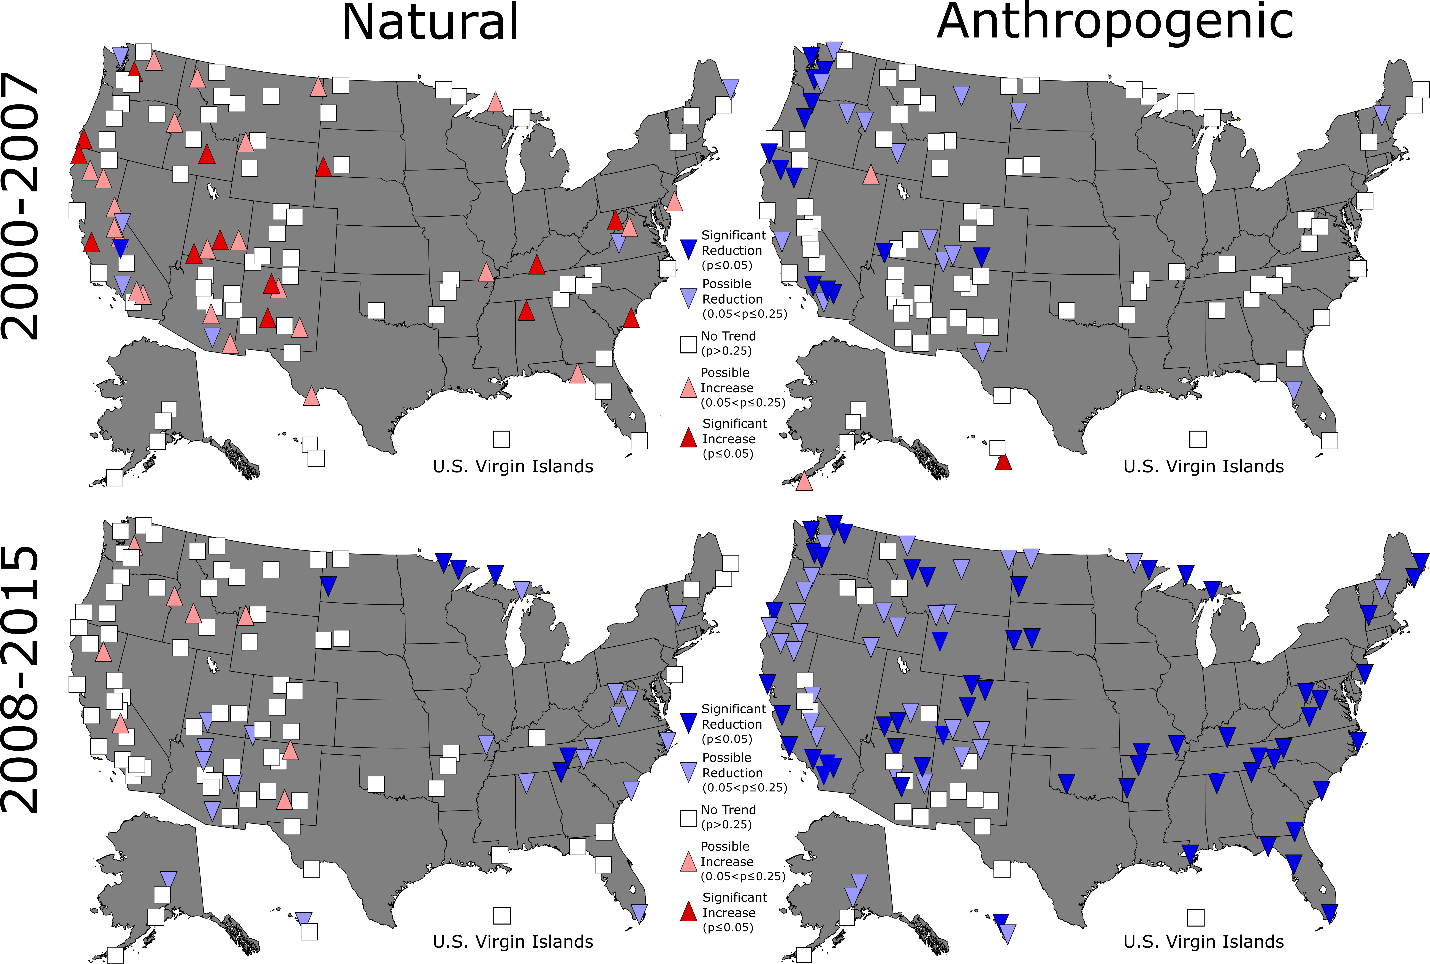 Natural
Anthropogenic
2000-2007
Significant
Reduction
(p≤0.05)
Possible
Reduction
(0.05<p≤0.25)
No Trend
(p>0.25)
Possible
Increase
(0.05<p≤0.25)
Significant
Increase
(p≤0.05)
U.S. Virgin Islands
U.S. Virgin Islands
2008-2015
Significant
Reduction
(p≤0.05)
Possible
Reduction
(0.05<p≤0.25)
No Trend
(p>0.25)
Possible
Increase
(0.05<p≤0.25)
Significant
Increase
(p≤0.05)
U.S. Virgin Islands
U.S. Virgin Islands